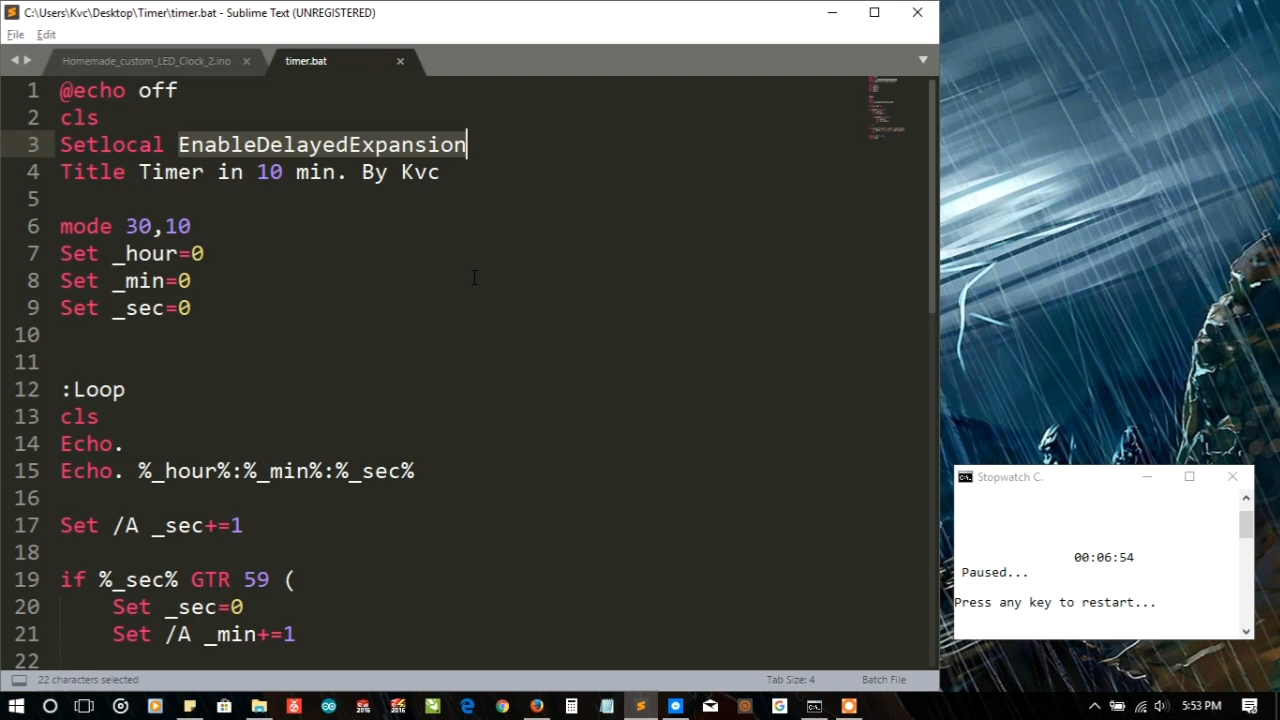 C:\Users\Kvc\Desktop\Timer\timer.bat - Sublime Text (UNREGISTERED)
File Edit
Homemade_custom_LED_Clock_2.ino
timer.bat
1 @echo off
2 cls
3 Setlocal EnableDelayedExpansion
4 Title Timer in 10 min. By Kvc
5
6 mode 30,10
7 Set _hour=0
8 Set _min=0
9 Set _sec=0
10
11
12 :Loop
13 cls
14 Echo.
15 Echo. %_hour%:%_min%:%_sec%
16
17 Set /A _sec+=1
18
19 if %_sec% GTR 59 (
20 Set _sec=0
21 Set /A _min+=1
22
22 characters selected
Tab Size: 4
Batch File
Stopwatch C.
00:06:54
Paused...
Press any key to restart...
5:53 PM